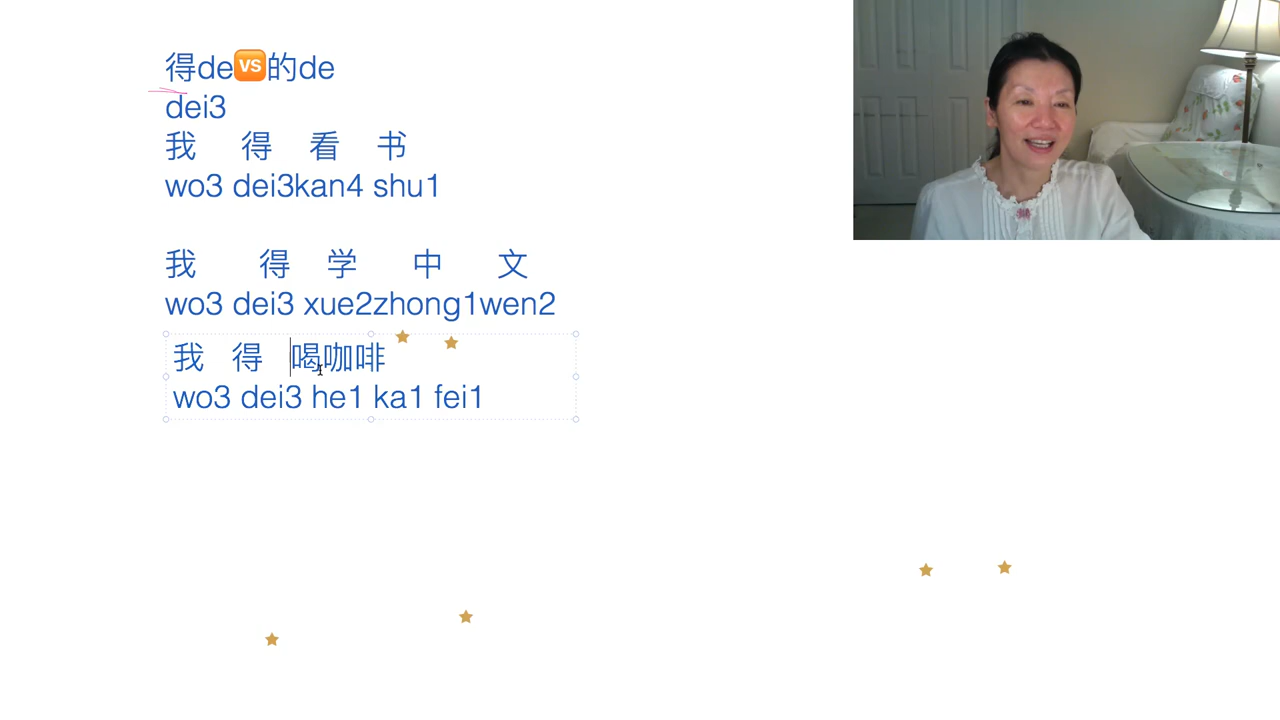 得de🆚的de
dei3
我 得 看 书
wo3 dei3kan4 shu1
我 得 学 中 文
wo3 dei3 xue2zhong1wen2
我 得 喝咖啡
wo3 dei3 he1 ka1 fei1